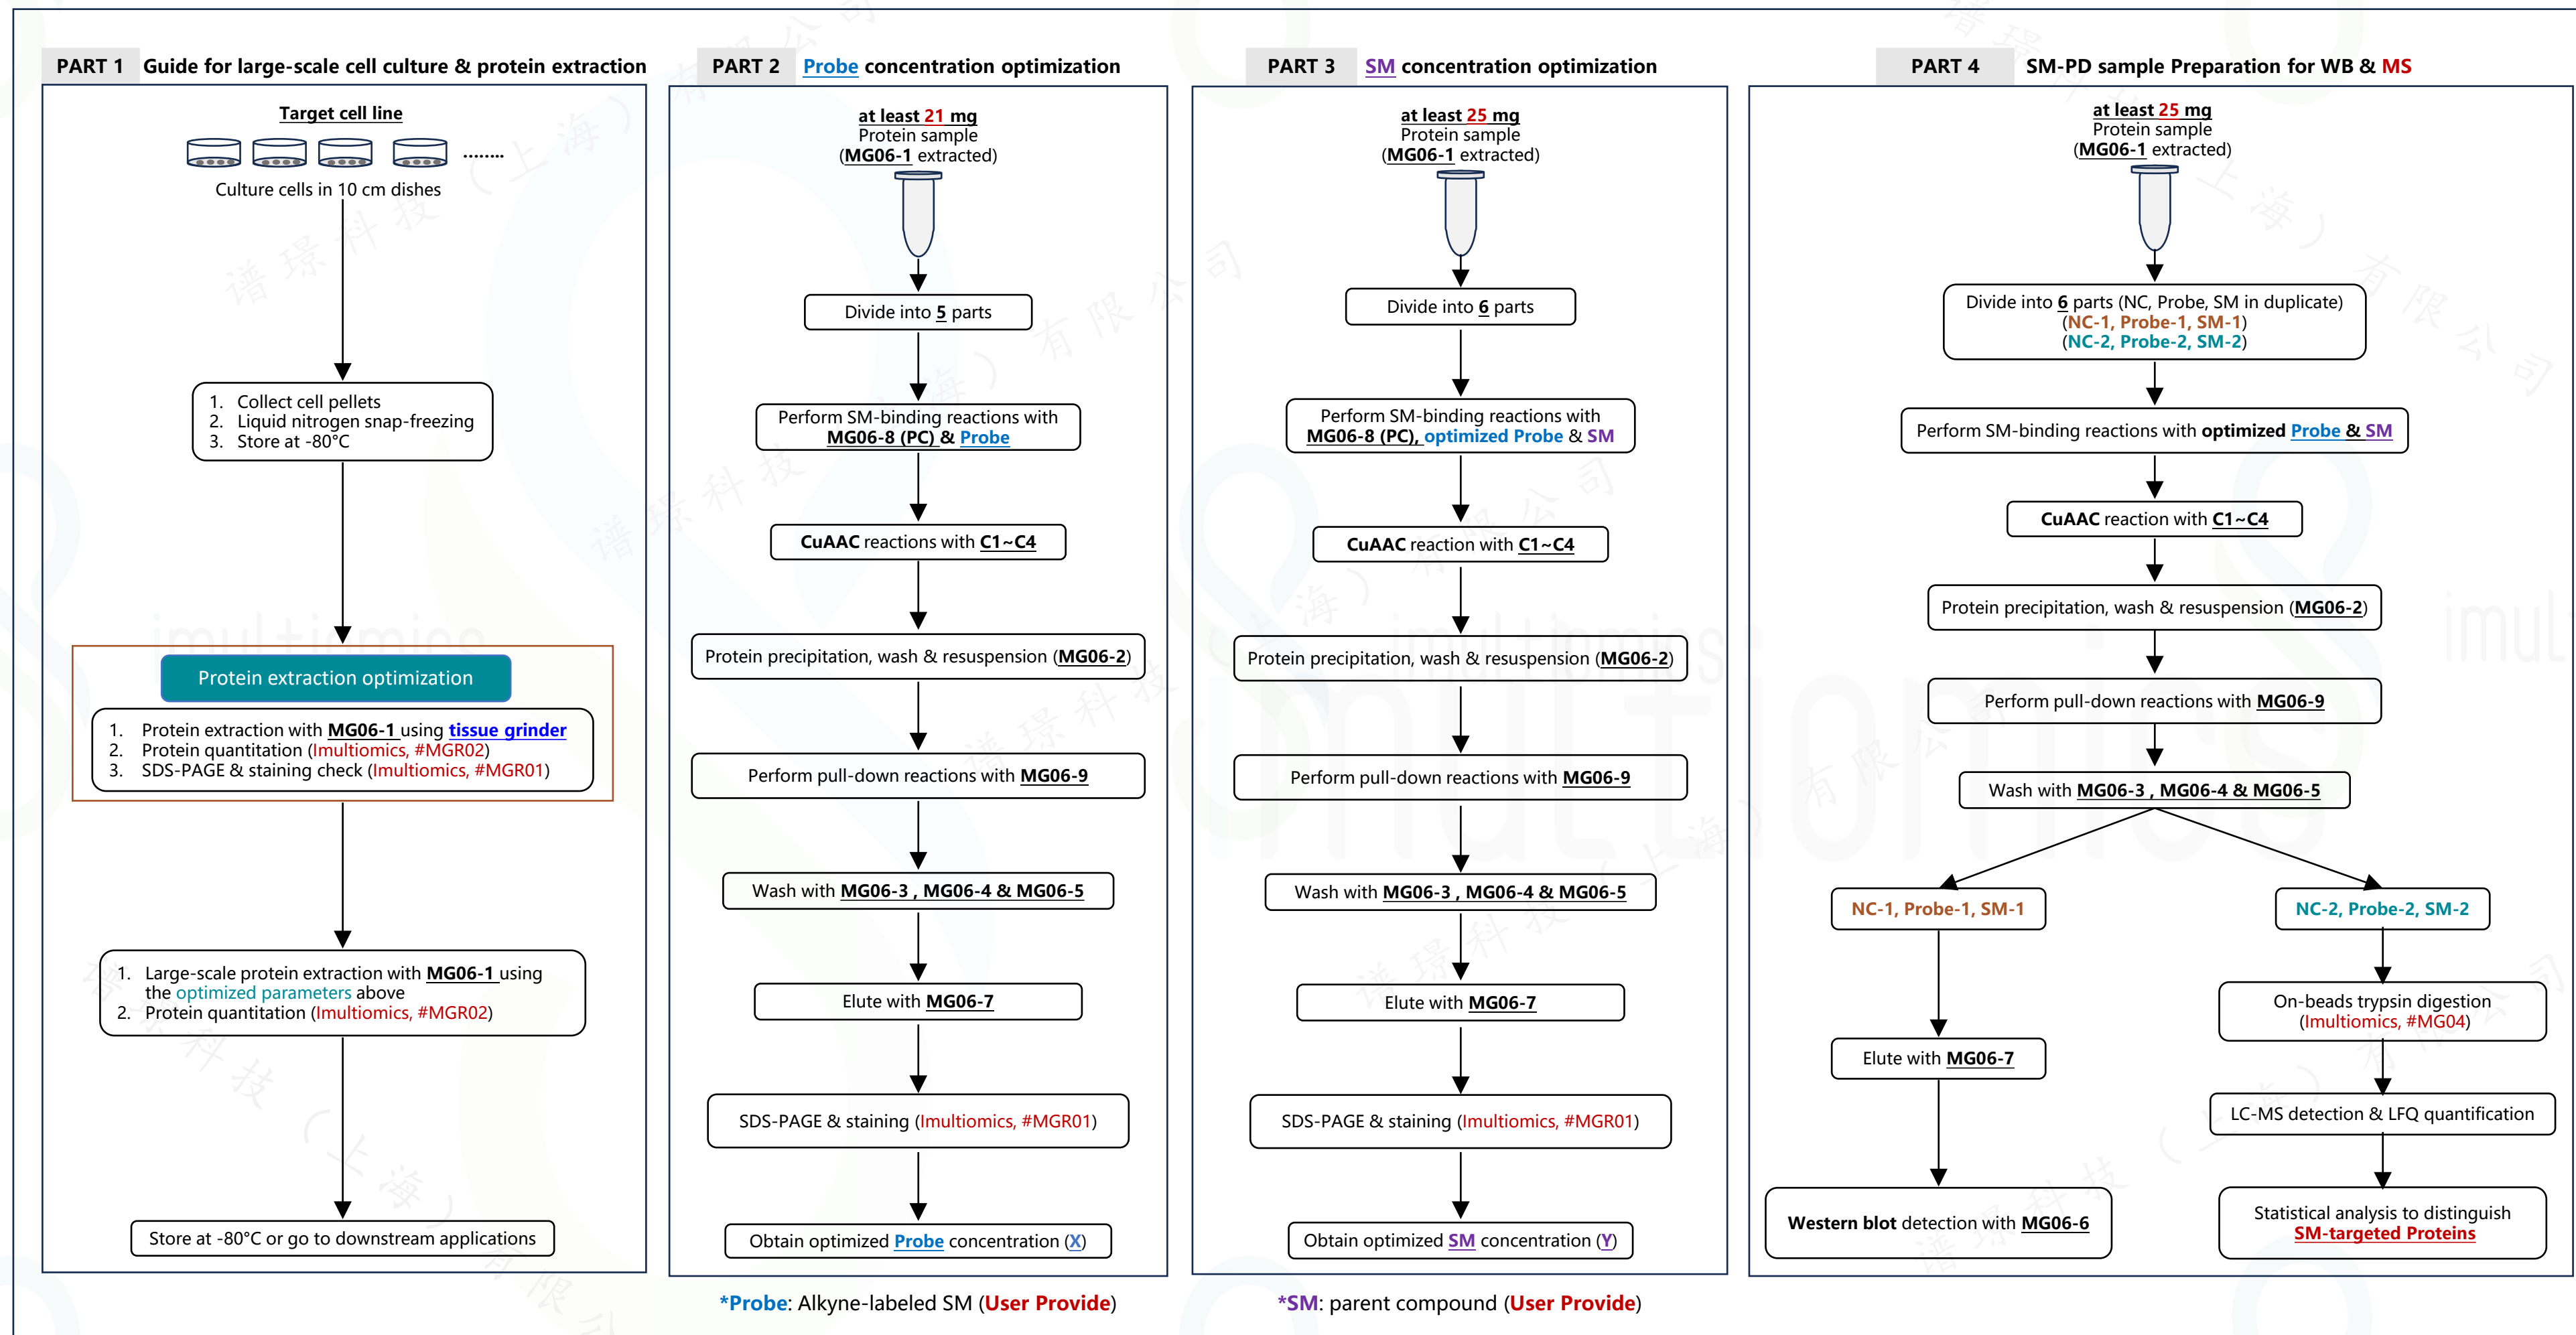 PART 1 Guide for large-scale cell culture & protein extraction
Target cell line
........
Culture cells in 10 cm dishes
1. Collect cell pellets
2. Liquid nitrogen snap-freezing
3. Store at -80°C
Protein extraction optimization
1. Protein extraction with MG06-1 using tissue grinder
2. Protein quantitation (Imultiomics, #MGR02)
3. SDS-PAGE & staining check (Imultiomics, #MGR01)
1. Large-scale protein extraction with MG06-1 using
the optimized parameters above
2. Protein quantitation (Imultiomics, #MGR02)
Store at -80°C or go to downstream applications
PART 2 Probe concentration optimization
at least 21 mg
Protein sample
(MG06-1 extracted)
Divide into 5 parts
Perform SM-binding reactions with
MG06-8 (PC) & Probe
CuAAC reactions with C1~C4
Protein precipitation, wash & resuspension (MG06-2)
Perform pull-down reactions with MG06-9
Wash with MG06-3 , MG06-4 & MG06-5
Elute with MG06-7
SDS-PAGE & staining (Imultiomics, #MGR01)
Obtain optimized Probe concentration (X)
*Probe: Alkyne-labeled SM (User Provide)
PART 3 SM concentration optimization
at least 25 mg
Protein sample
(MG06-1 extracted)
Divide into 6 parts
Perform SM-binding reactions with
MG06-8 (PC), optimized Probe & SM
CuAAC reaction with C1~C4
Protein precipitation, wash & resuspension (MG06-2)
Perform pull-down reactions with MG06-9
Wash with MG06-3 , MG06-4 & MG06-5
Elute with MG06-7
SDS-PAGE & staining (Imultiomics, #MGR01)
Obtain optimized SM concentration (Y)
*SM: parent compound (User Provide)
PART 4 SM-PD sample Preparation for WB & MS
at least 25 mg
Protein sample
(MG06-1 extracted)
Divide into 6 parts (NC, Probe, SM in duplicate)
(NC-1, Probe-1, SM-1)
(NC-2, Probe-2, SM-2)
Perform SM-binding reactions with optimized Probe & SM
CuAAC reaction with C1~C4
Protein precipitation, wash & resuspension (MG06-2)
Perform pull-down reactions with MG06-9
Wash with MG06-3 , MG06-4 & MG06-5
NC-1, Probe-1, SM-1
Elute with MG06-7
Western blot detection with MG06-6
NC-2, Probe-2, SM-2
On-beads trypsin digestion
(Imultiomics, #MG04)
LC-MS detection & LFQ quantification
Statistical analysis to distinguish
SM-targeted Proteins
谱璟科技（上海）有限公司
imultiomics